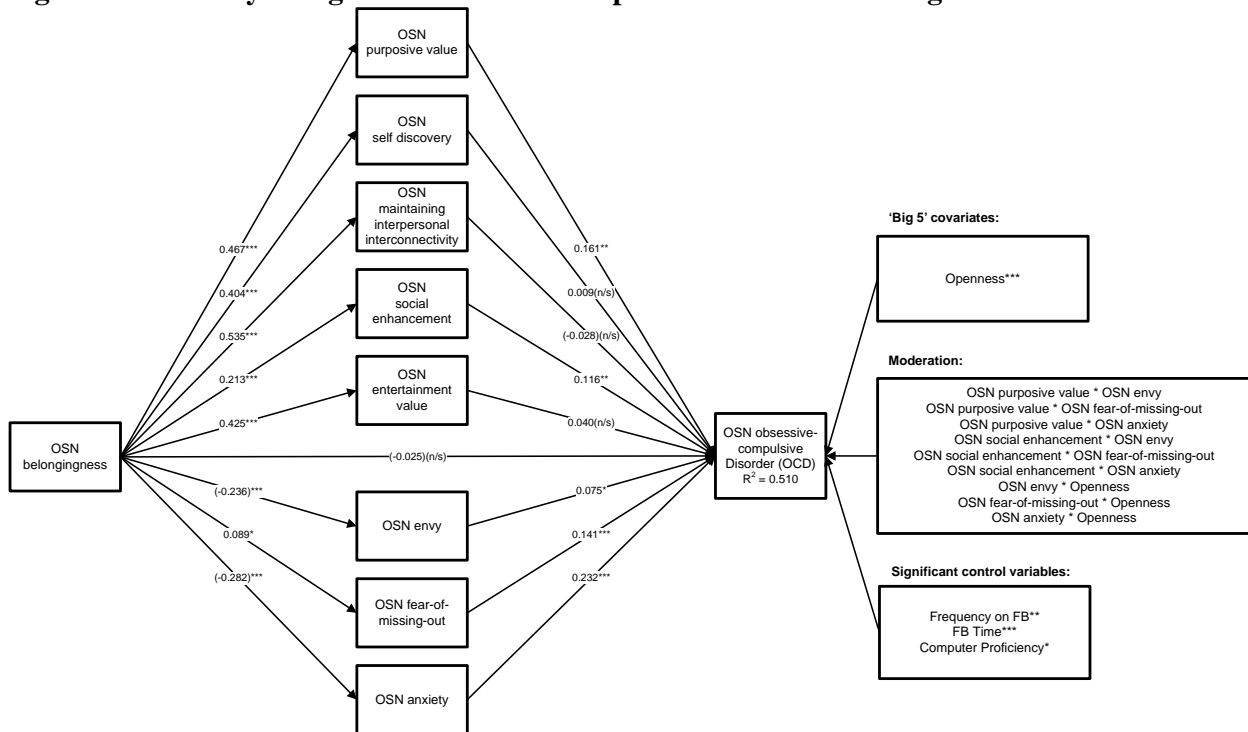 OSN
purposive value
OSN
self discovery
OSN
maintaining
interpersonal
interconnectivity
OSN
social
enhancement
OSN
entertainment
value
OSN envy
OSN fear-of-
missing-out
OSN anxiety
OSN
belongingness
0.467***
0.404***
0.535***
0.213***
0.425***
(-0.025)(n/s)
(-0.236)***
0.089*
(-0.282)***
0.161**
0.009(n/s)
(-0.028)(n/s)
0.116**
0.040(n/s)
0.075*
0.141***
0.232***
OSN obsessive-
compulsive
Disorder (OCD)
R² = 0.510
‘Big 5’ covariates:
Openness***
Moderation:
OSN purposive value * OSN envy
OSN purposive value * OSN fear-of-missing-out
OSN purposive value * OSN anxiety
OSN social enhancement * OSN envy
OSN social enhancement * OSN fear-of-missing-out
OSN social enhancement * OSN anxiety
OSN envy * Openness
OSN fear-of-missing-out * Openness
OSN anxiety * Openness
Significant control variables:
Frequency on FB**
FB Time***
Computer Proficiency*